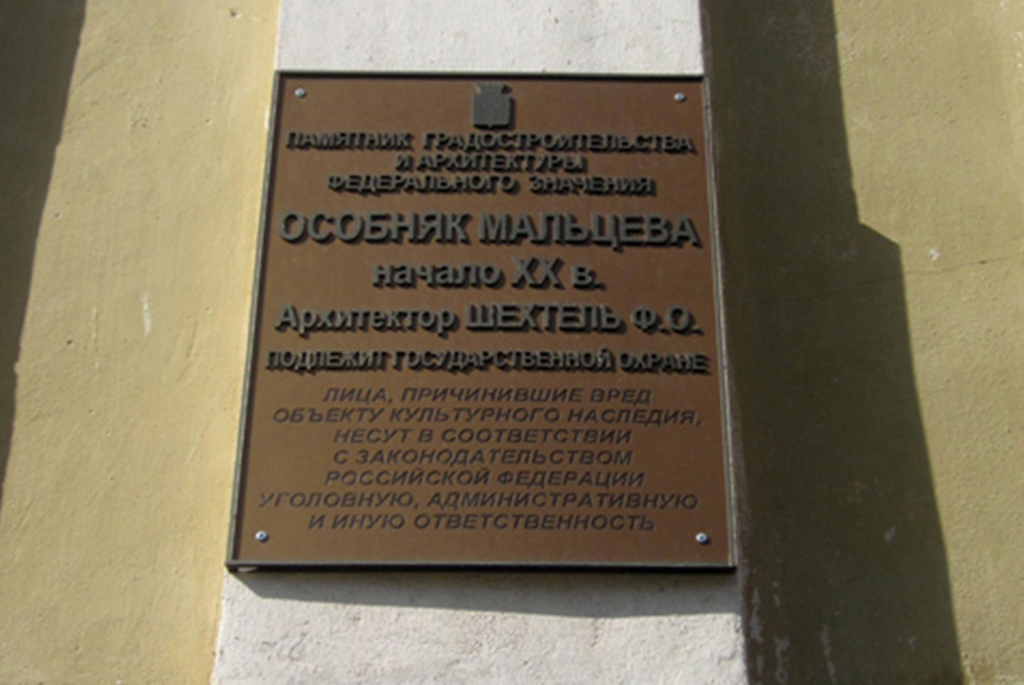 ПАМЯТНИК ГРАДОСТРОИТЕЛЬСТВА
И АРХИТЕКТУРЫ
ФЕДЕРАЛЬНОГО ЗНАЧЕНИЯ
ОСОБНЯК МАЛЬЦЕВА
начало XX в.
Архитектор ШЕХТЕЛЬ Ф.О.
ПОДЛЕЖИТ ГОСУДАРСТВЕННОЙ ОХРАНЕ
ЛИЦА, ПРИЧИНИВШИЕ ВРЕД
ОБЪЕКТУ КУЛЬТУРНОГО НАСЛЕДИЯ,
НЕСУТ В СООТВЕТСТВИИ
С ЗАКОНОДАТЕЛЬСТВОМ
РОССИЙСКОЙ ФЕДЕРАЦИИ
УГОЛОВНУЮ, АДМИНИСТРАТИВНУЮ
И ИНУЮ ОТВЕТСТВЕННОСТЬ